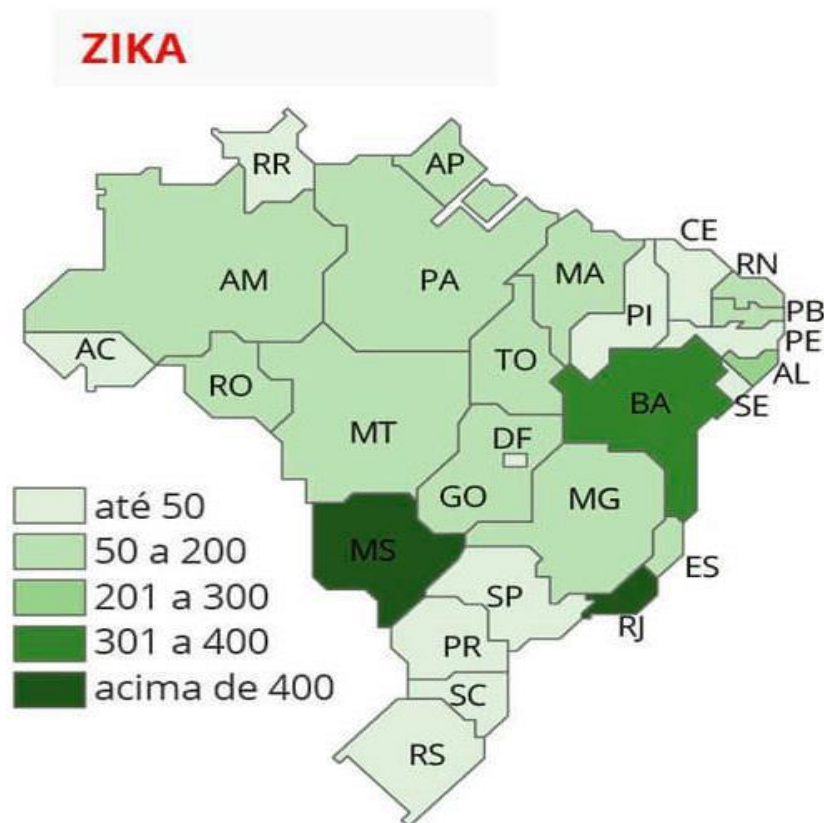 ZIKA
RR
AP
CE
RN
AM
PA
MA
PI
PB
PE
AC
TO
AL
RO
BA
SE
MT
DF
GO
MG
até 50
50 a 200
201 a 300
301 a 400
acima de 400
MS
ES
SP
RJ
PR
SC
RS